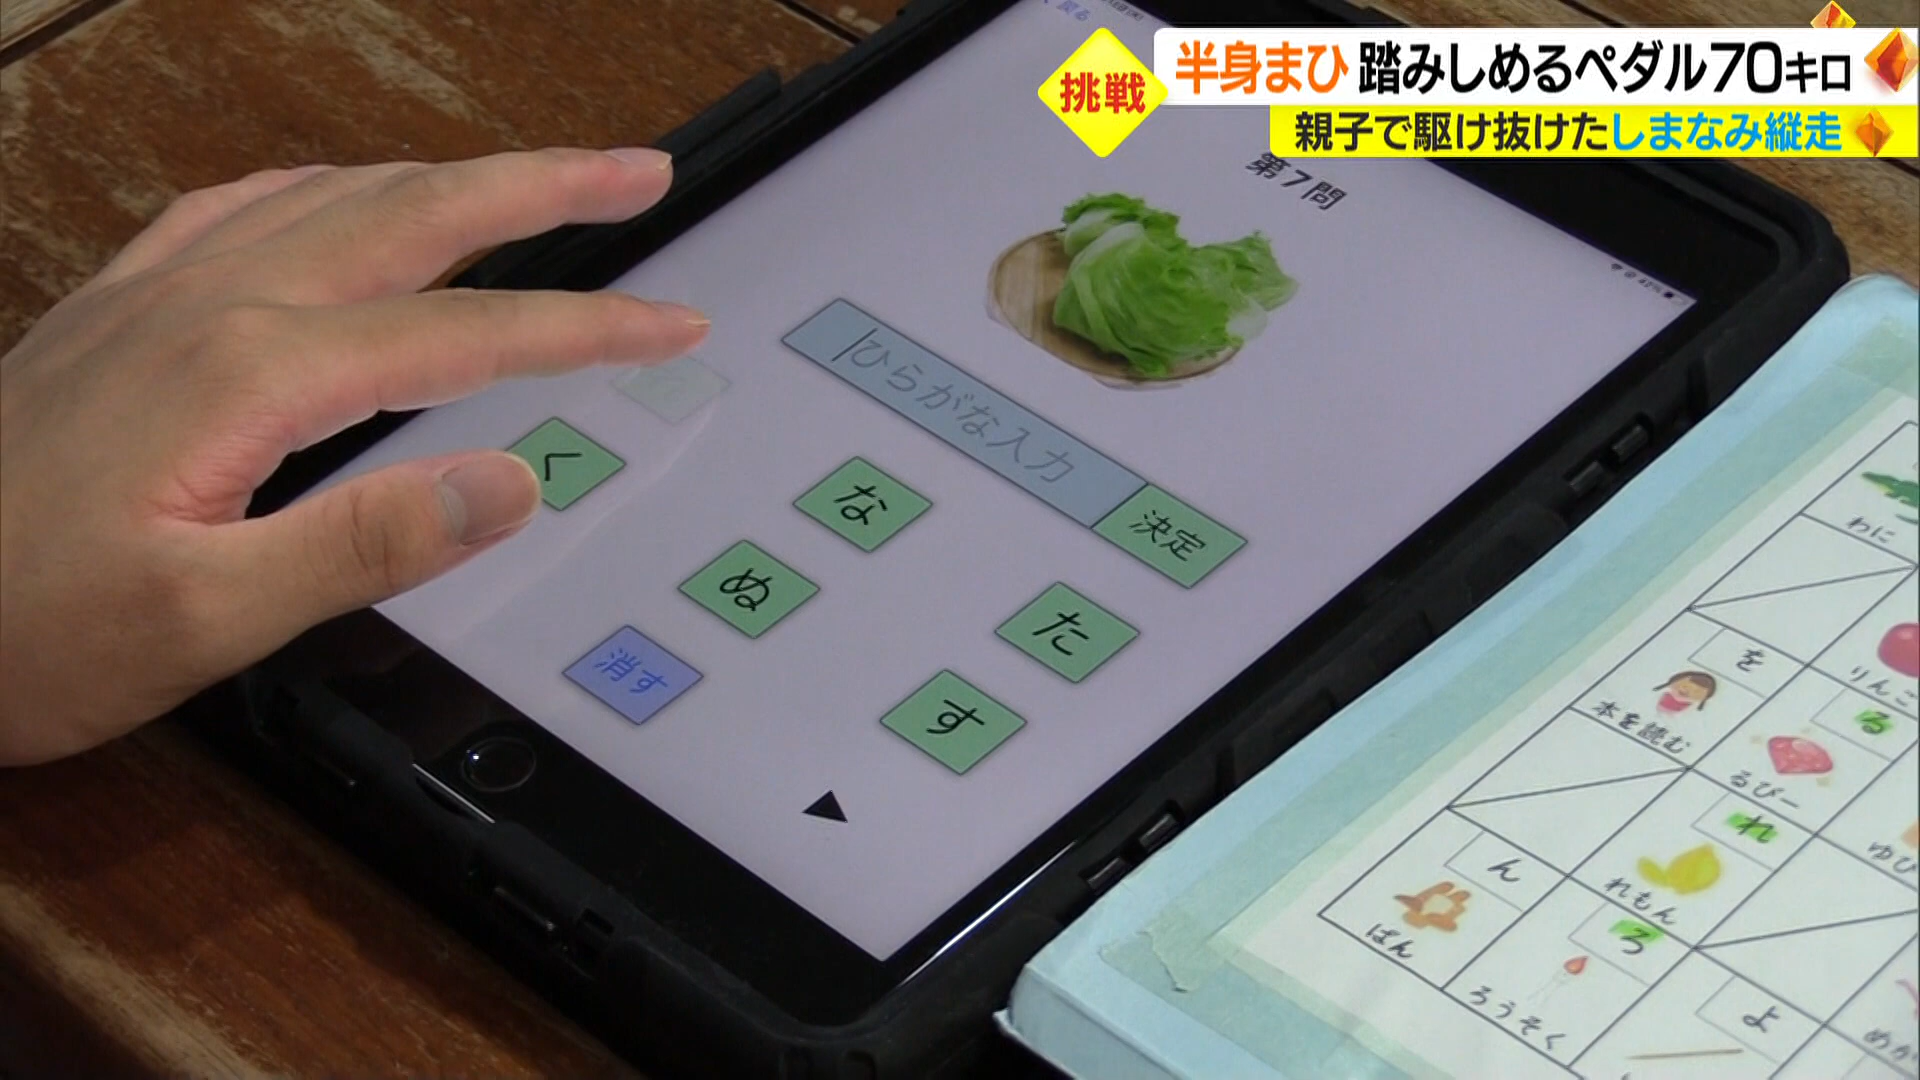 挑戦
半身まひ 踏みしめるペダル70キロ
親子で駆け抜けたしまなみ縦走
戻る
第7問
ひらがな入力
決定
く
な
ぬ
た
す
消す
わに
りんご
を
本を読む
る
るびー
れ
れもん
ゆび
ん
ぱん
ろ
ろうそく
よ